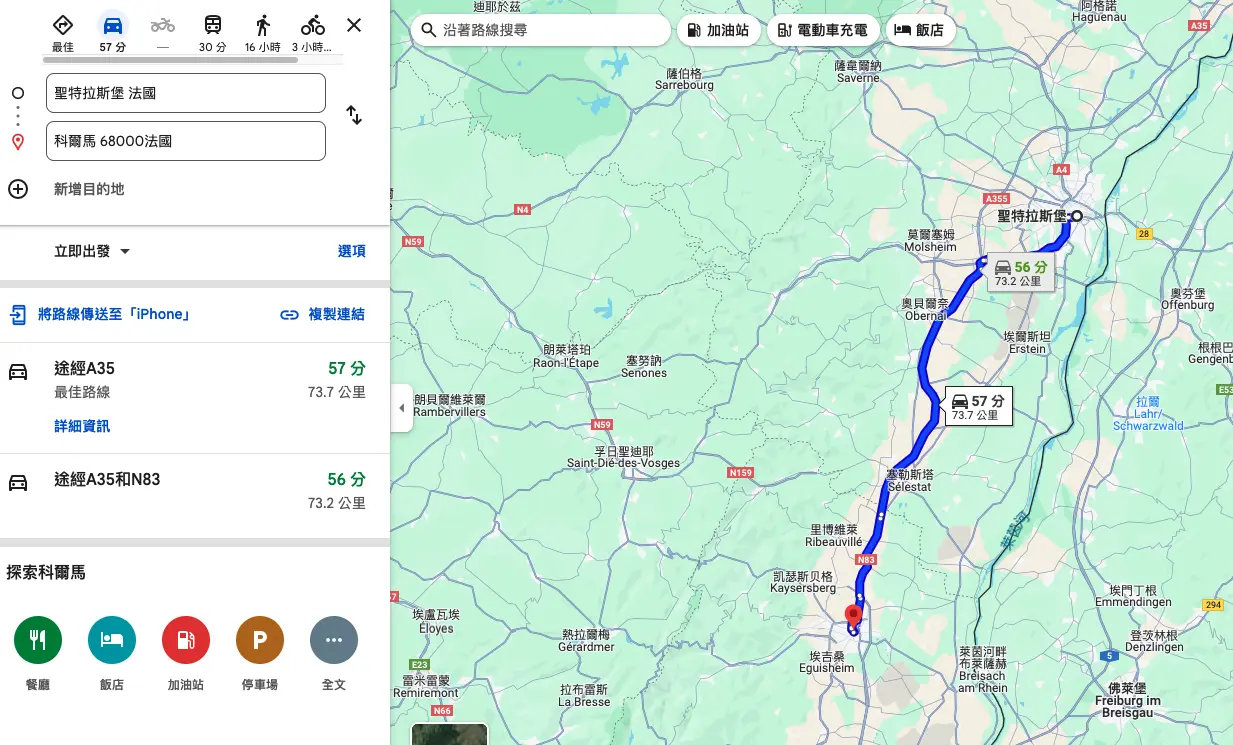 最佳
57 分
—
30 分
16 小時
3 小時...
聖特拉斯堡 法國
科爾馬 68000法國
新增目的地
立即出發
選項
將路線傳送至「iPhone」
複製連結
途經A35
57 分
最佳路線
73.7 公里
詳細資訊
途經A35和N83
56 分
73.2 公里
探索科爾馬
P
餐廳
飯店
加油站
停車場
全文
沿著路線搜尋
加油站
電動車充電
飯店
迪耶於茲
阿格諾
Haguenau
A35
薩伯格
Sarrebourg
薩韋爾納
Saverne
A4
A355
N4
聖特拉斯堡
28
N59
莫爾塞姆
Molsheim
56 分
73.2 公里
奧貝爾奈
Obernai
奧芬堡
Offenburg
埃爾斯坦
Erstein
朗萊塔珀
Raon-l'Étape
塞努訥
Senones
根根巴
Gengenb
E53
57 分
73.7 公里
朗貝爾維萊爾
Rambervillers
拉爾
Lahr/
Schwarzwald
N59
孚日聖迪耶
Saint-Dié-des-Vosges
N159
塞勒斯塔
Sélestat
里博維萊
Ribeauvillé
萊茵河
N83
凱瑟斯贝格
Kaysersberg
埃門丁根
Emmendingen
294
埃盧瓦埃
Éloyes
熱拉爾梅
Gérardmer
埃吉桑
Eguisheim
登茨林根
Denzlingen
萊茵河畔
布萊薩赫
Breisach
am Rhein
5
E23
雷米雷蒙
Remiremont
拉布雷斯
La Bresse
佛萊堡
Freiburg im
Breisgau
N66